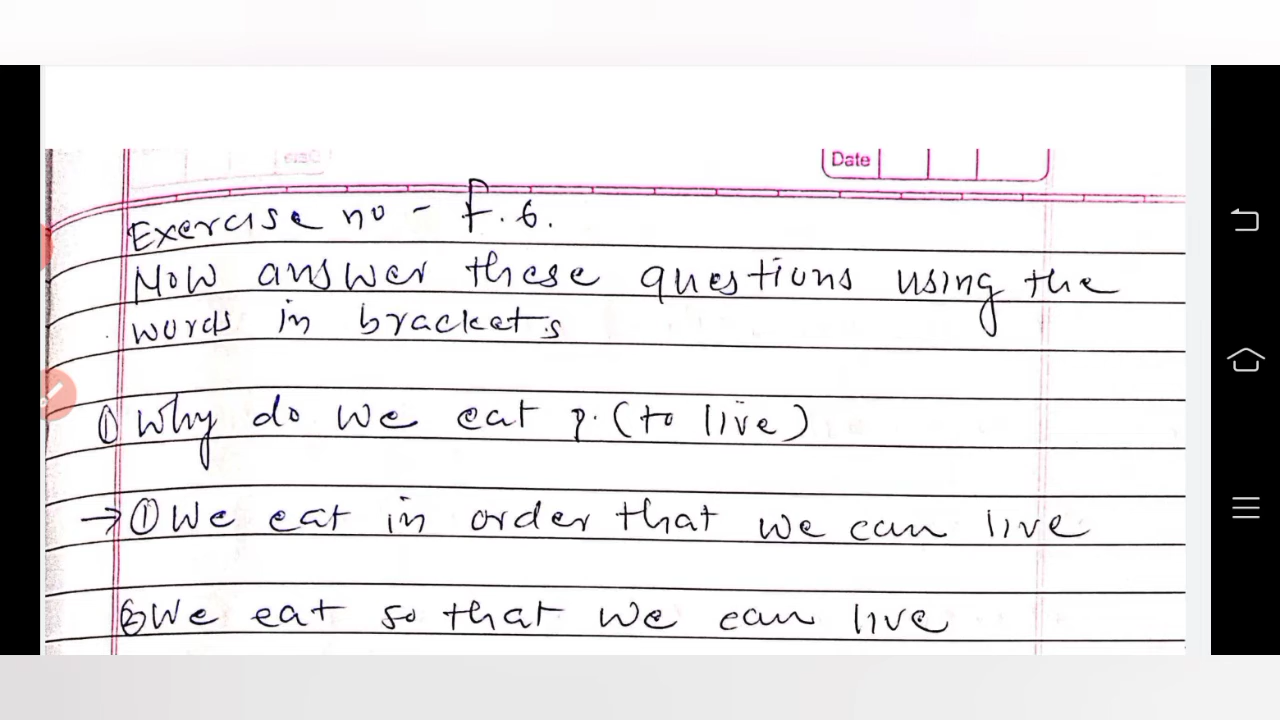 Date
Exercise no - F.6.
Now answer these questions using the
words in brackets
① Why do we eat ?. (to live)
→ ① We eat in order that we can live
② We eat so that we can live